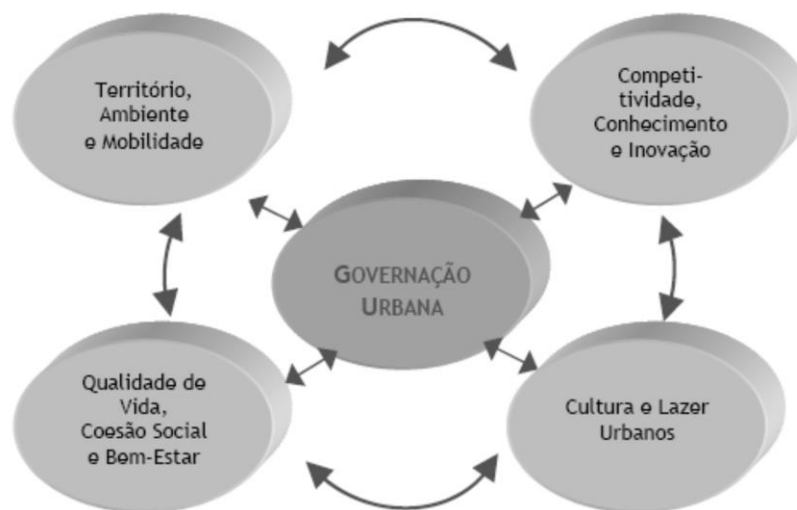 Território,
Ambiente
e Mobilidade
Competi-
tividade,
Conhecimento
e Inovação
GOVERNAÇÃO
URBANA
Qualidade de
Vida,
Coesão Social
e Bem-Estar
Cultura e Lazer
Urbanos